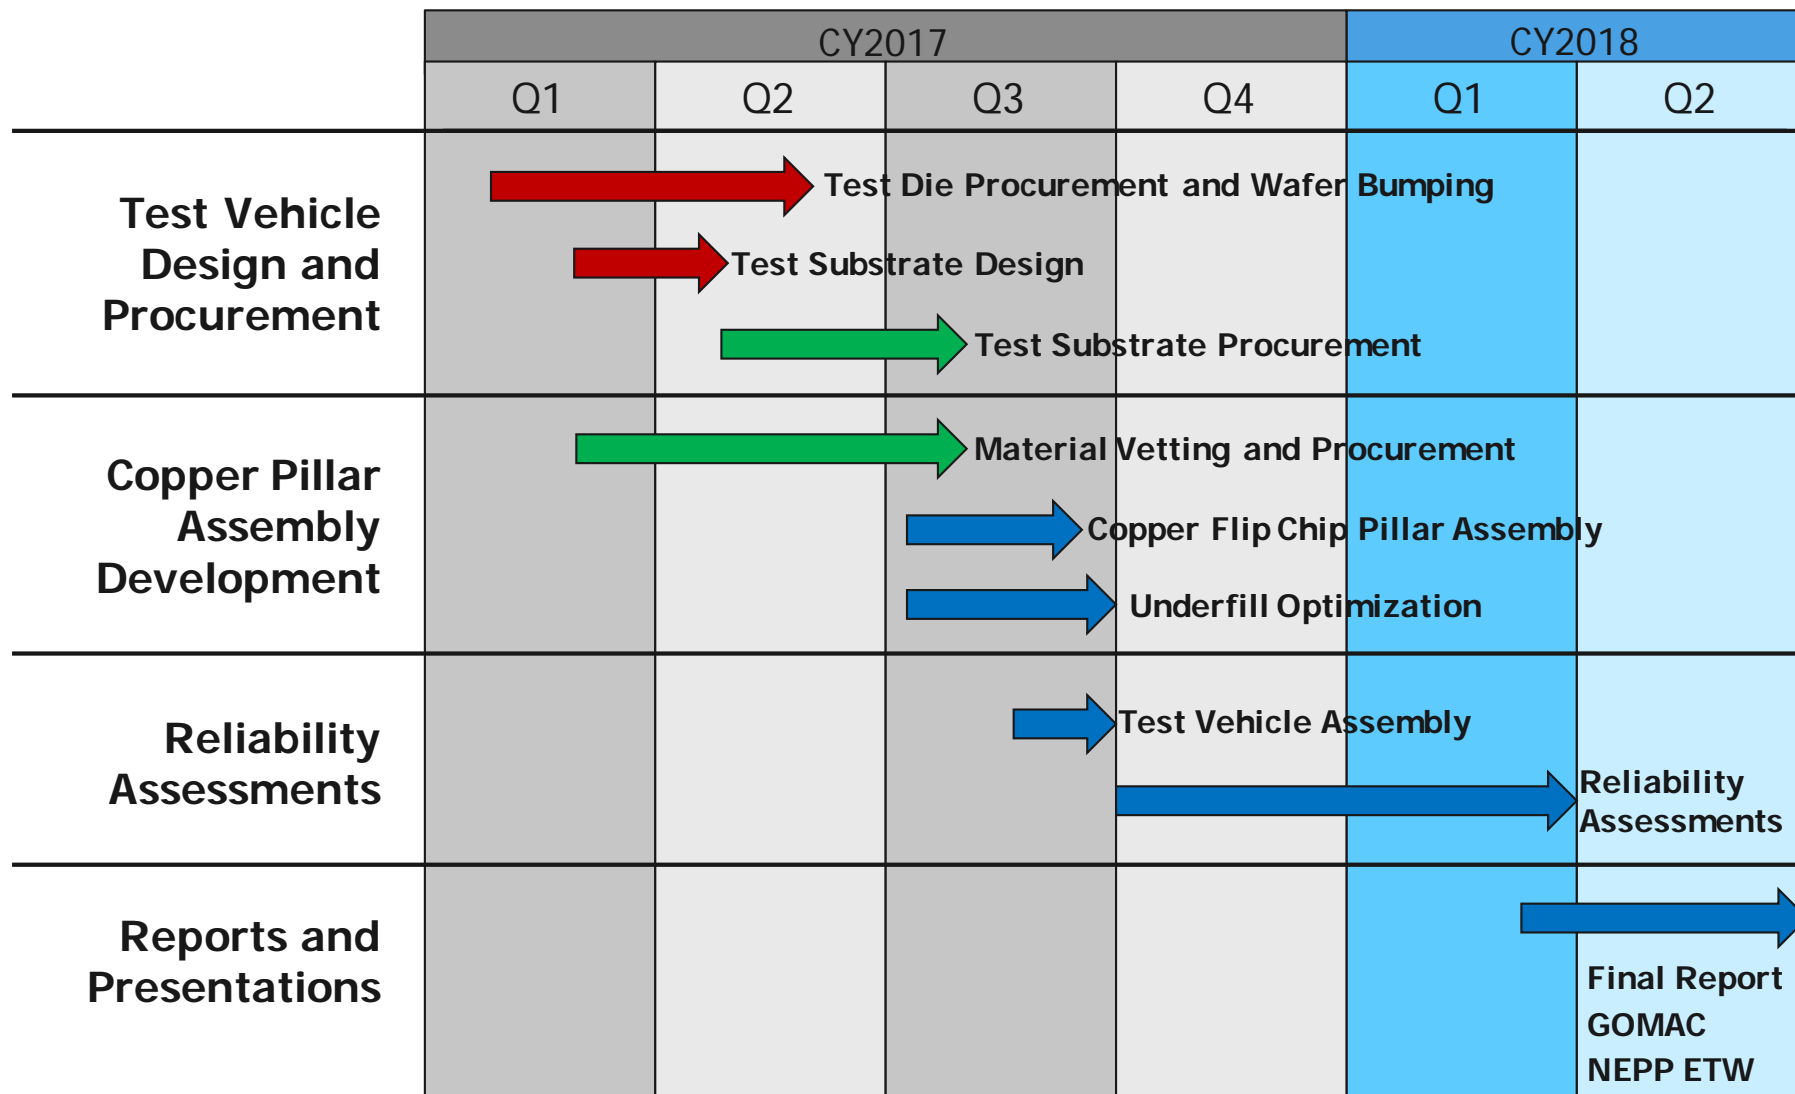 CY2017
CY2018
Q1
Q2
Q3
Q4
Q1
Q2
Test Vehicle
Design and
Procurement
Test Die Procurement and Wafer Bumping
Test Substrate Design
Test Substrate Procurement
Copper Pillar
Assembly
Development
Material Vetting and Procurement
Copper Flip Chip Pillar Assembly
Underfill Optimization
Reliability
Assessments
Test Vehicle Assembly
Reliability
Assessments
Reports and
Presentations
Final Report
GOMAC
NEPP ETW